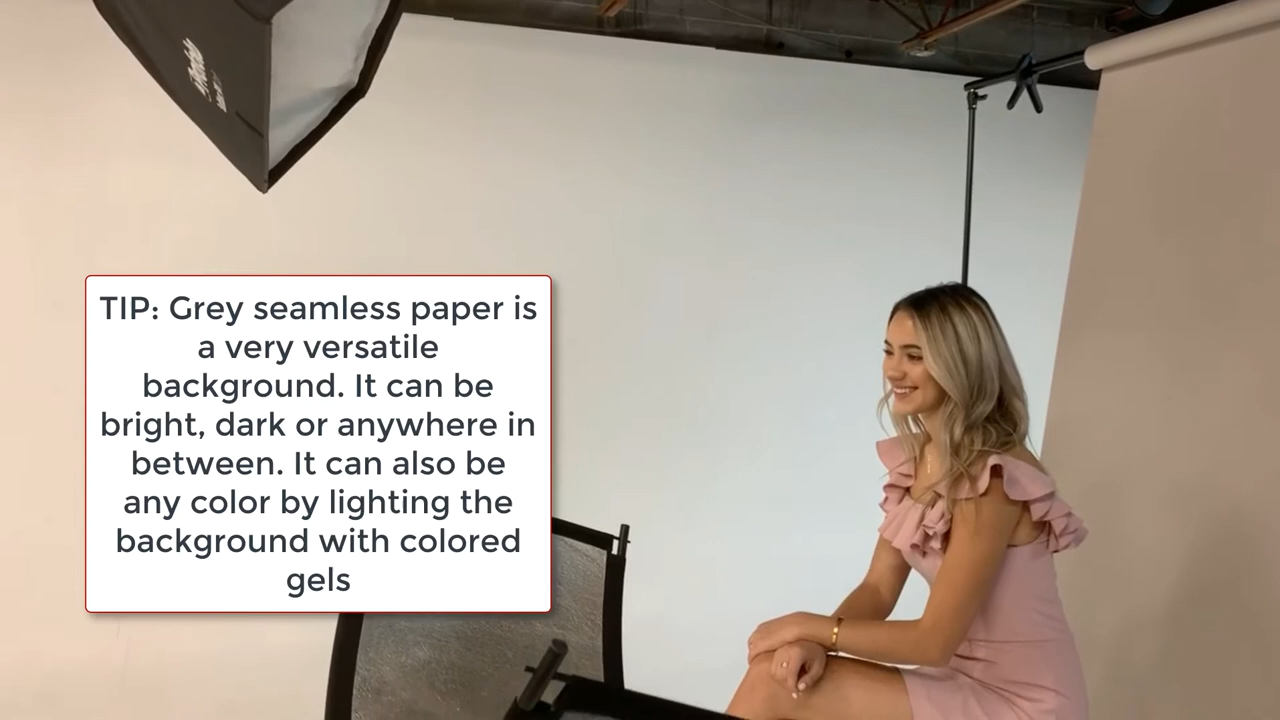 TIP: Grey seamless paper is
a very versatile
background. It can be
bright, dark or anywhere in
between. It can also be
any color by lighting the
background with colored
gels